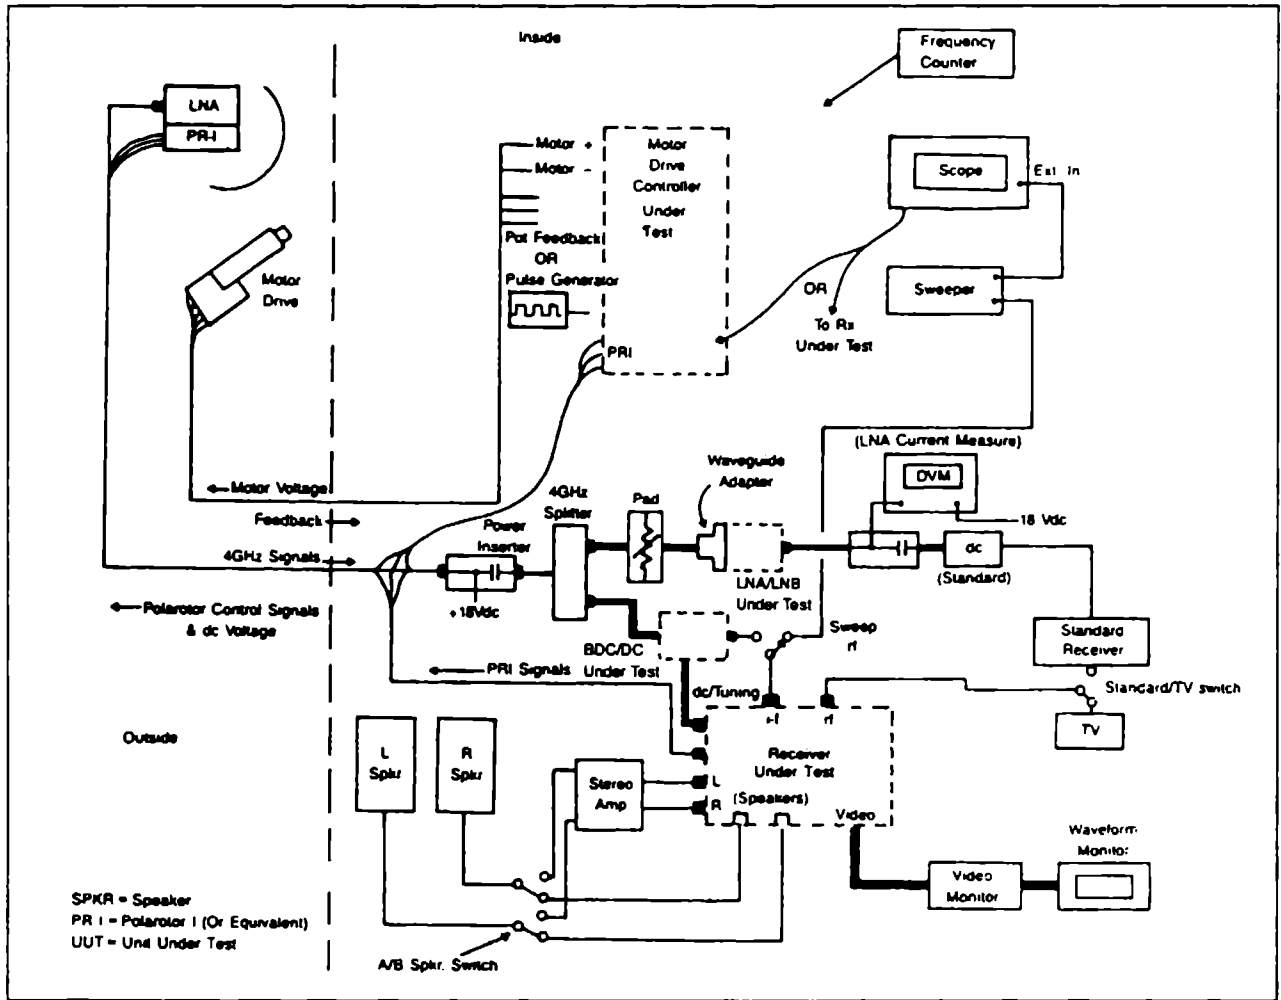 Inside
Frequency
Counter
LNA
PR-I
Motor +
Motor -
Motor
Drive
Controller
Under
Test
Scope
Ext. In
Pot Feedback
OR
Pulse Generator
Motor
Drive
OR
To Rx
Under Test
Sweeper
PRI
(LNA Current Measure)
DVM
18 Vdc
Waveguide
Adapter
Motor Voltage
Feedback
4GHz Signals
4GHz
Splitter
Pad
Power
Inserter
+18Vdc
LNA/LNB
Under Test
dc
(Standard)
Polarotor Control Signals
& dc Voltage
BDC/DC
Under Test
Sweep
rf
Standard
Receiver
PRI Signals
dc/Tuning
rf
Standard/TV switch
TV
Outside
L
Spkr
R
Spkr
Stereo
Amp
L
R
Receiver
Under Test
(Speakers)
Video
Waveform
Monitor
Video
Monitor
SPKR = Speaker
PR I = Polarotor I (Or Equivalent)
UUT = Unit Under Test
A/B Spkr. Switch